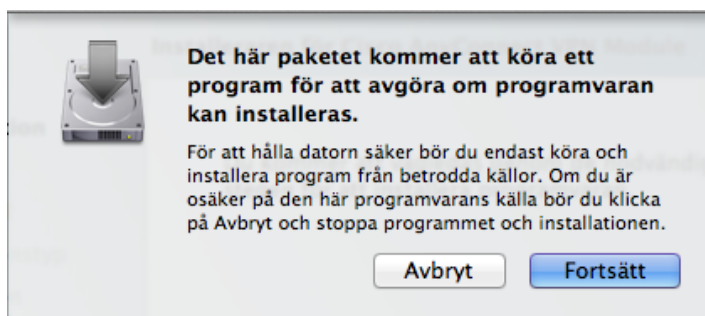 Det här paketet kommer att köra ett
program för att avgöra om programvaran
kan installeras.
För att hålla datorn säker bör du endast köra och
installera program från betrodda källor. Om du är
osäker på den här programvarans källa bör du klicka
på Avbryt och stoppa programmet och installationen.
Avbryt
Fortsätt